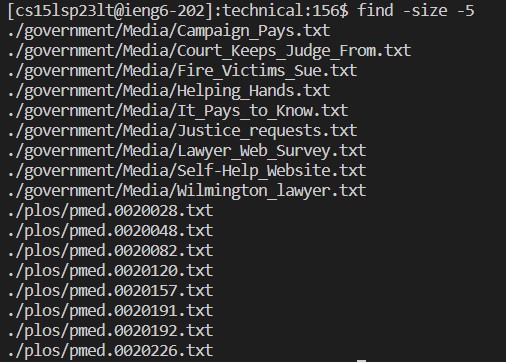 [cs15lsp23lt@ieng6-202]:technical:156$ find -size -5
./government/Media/Campaign_Pays.txt
./government/Media/Court_Keeps_Judge_From.txt
./government/Media/Fire_Victims_Sue.txt
./government/Media/Helping_Hands.txt
./government/Media/It_Pays_to_Know.txt
./government/Media/Justice_requests.txt
./government/Media/Lawyer_Web_Survey.txt
./government/Media/Self-Help_Website.txt
./government/Media/Wilmington_lawyer.txt
./plos/pmed.0020028.txt
./plos/pmed.0020048.txt
./plos/pmed.0020082.txt
./plos/pmed.0020120.txt
./plos/pmed.0020157.txt
./plos/pmed.0020191.txt
./plos/pmed.0020192.txt
./plos/pmed.0020226.txt